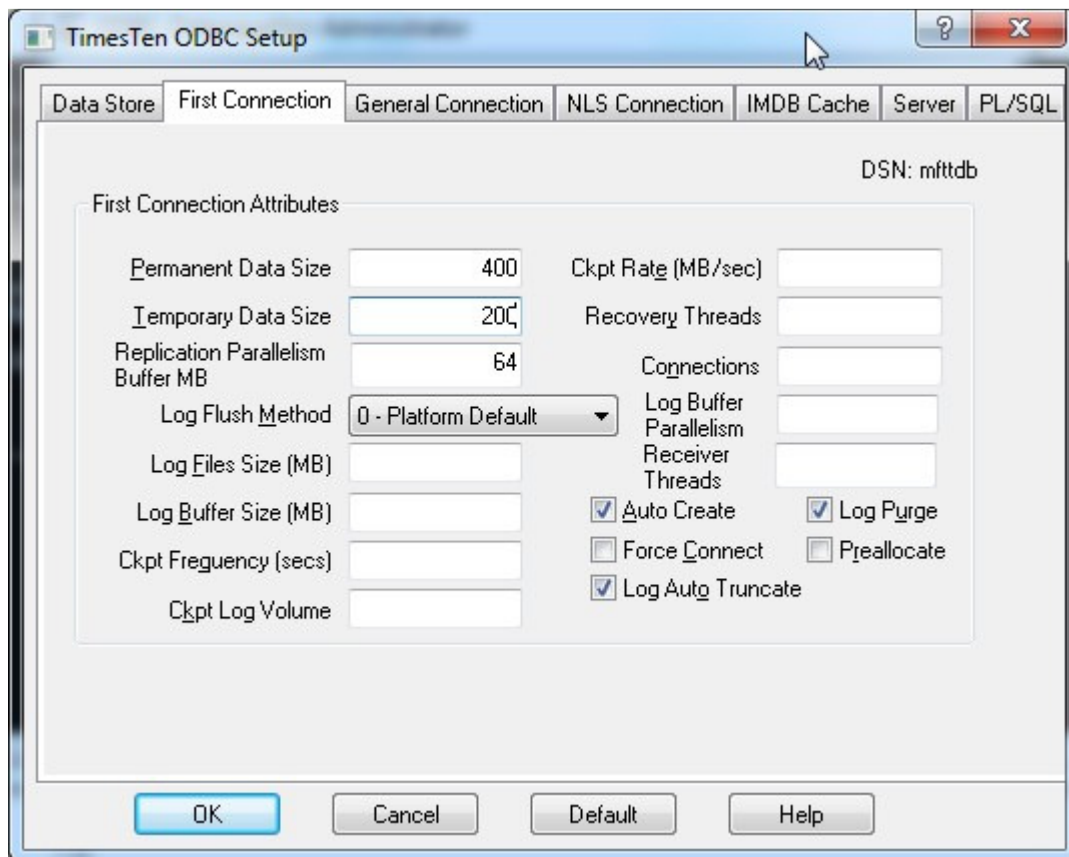 TimesTen ODBC Setup
Data Store First Connection General Connection NLS Connection IMDB Cache Server PL/SQL
DSN: mfttdb
First Connection Attributes
Permanent Data Size 400
Temporary Data Size 200
Replication Parallelism
Buffer MB 64
Log Flush Method 0 - Platform Default
Log Files Size (MB)
Log Buffer Size (MB)
Ckpt Freguency (secs)
Ckpt Log Volume
Ckpt Rate (MB/sec)
Recovery Threads
Connections
Log Buffer
Parallelism
Receiver
Threads
Auto Create Log Purge
Force Connect Preallocate
Log Auto Truncate
OK Cancel Default Help